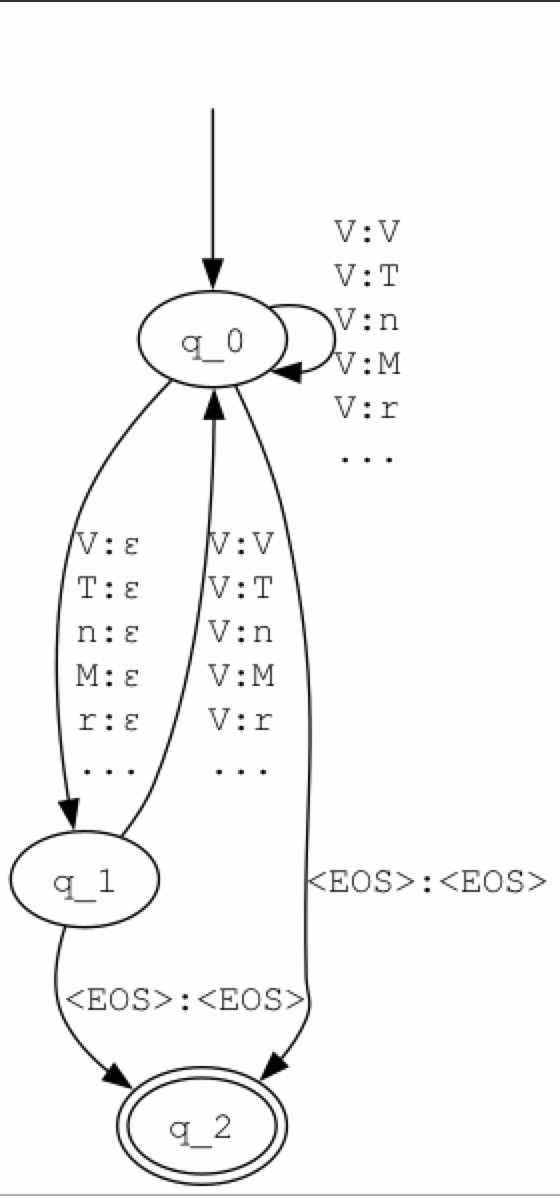 V:V
V:T
V:n
V:M
V:r
...
q_0
V:ε
T:ε
n:ε
M:ε
r:ε
...
V:V
V:T
V:n
V:M
V:r
...
q_1
<EOS>:<EOS>
<EOS>:<EOS>
q_2